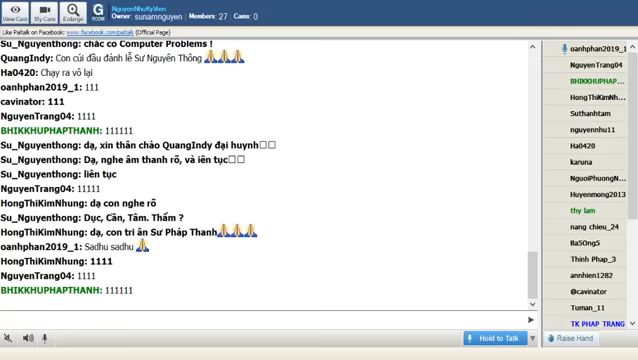 View Cam
My Cam
Enlarge
G
ROOM
NguyenNhuKyVien
Owner: sunamnguyen Members: 27 Cams: 0
Like Paltalk on Facebook: www.facebook.com/paltalk (Official Page)
Su_Nguyenthong: chắc có Computer Problems !
QuangIndy: Con cúi đầu đảnh lễ Sư Nguyên Thông
Ha0420: Chạy ra vô lại
oanhphan2019_1: 111
cavinator: 111
NguyenTrang04: 1111
BHIKKHUPHAPTHANH: 111111
Su_Nguyenthong: dạ, xin thân chào QuangIndy đại huynh
Su_Nguyenthong: Dạ, nghe âm thanh rõ, và iên tục
Su_Nguyenthong: liên tục
NguyenTrang04: 11111
HongThiKimNhung: dạ con nghe rõ
Su_Nguyenthong: Dục, Cần, Tâm. Thẩm ?
HongThiKimNhung: dạ, con tri ân Sư Pháp Thanh
oanhphan2019_1: Sadhu sadhu
HongThiKimNhung: 1111
NguyenTrang04: 1111
BHIKKHUPHAPTHANH: 111111
Hold to Talk
oanhphan2019_1
NguyenTrang04
BHIKKHUPHAP...
HongThiKimNh...
Suthanhtam
nguyennhu11
Ha0420
karuna
NguoiPhuongN...
Huyenmong2013
thy lam
nang chieu_24
Ba5Ong5
Thinh Phap_3
annhien1282
@cavinator
Tuman_11
TK PHAP TRANG
Raise Hand